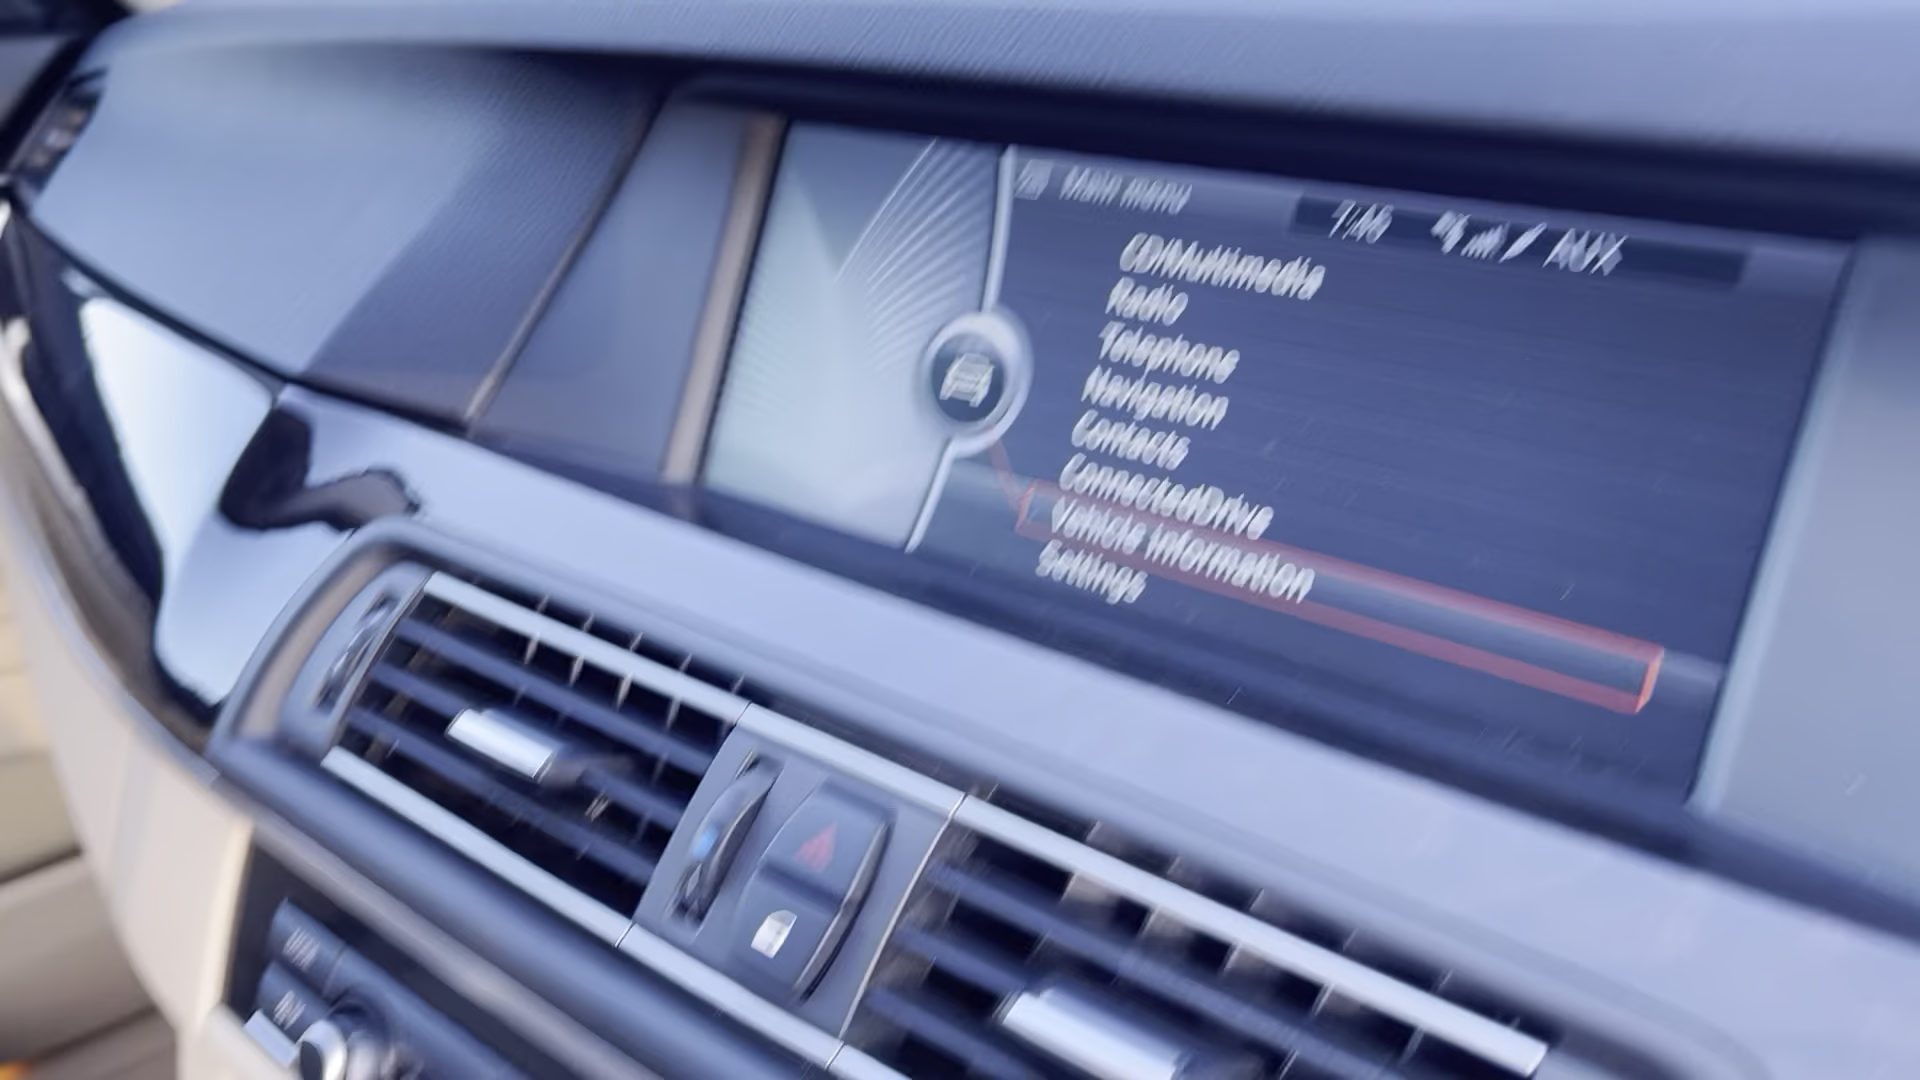 Main menu
AUX
CD/Multimedia
Radio
Telephone
Navigation
Contacts
ConnectedDrive
Vehicle information
Settings